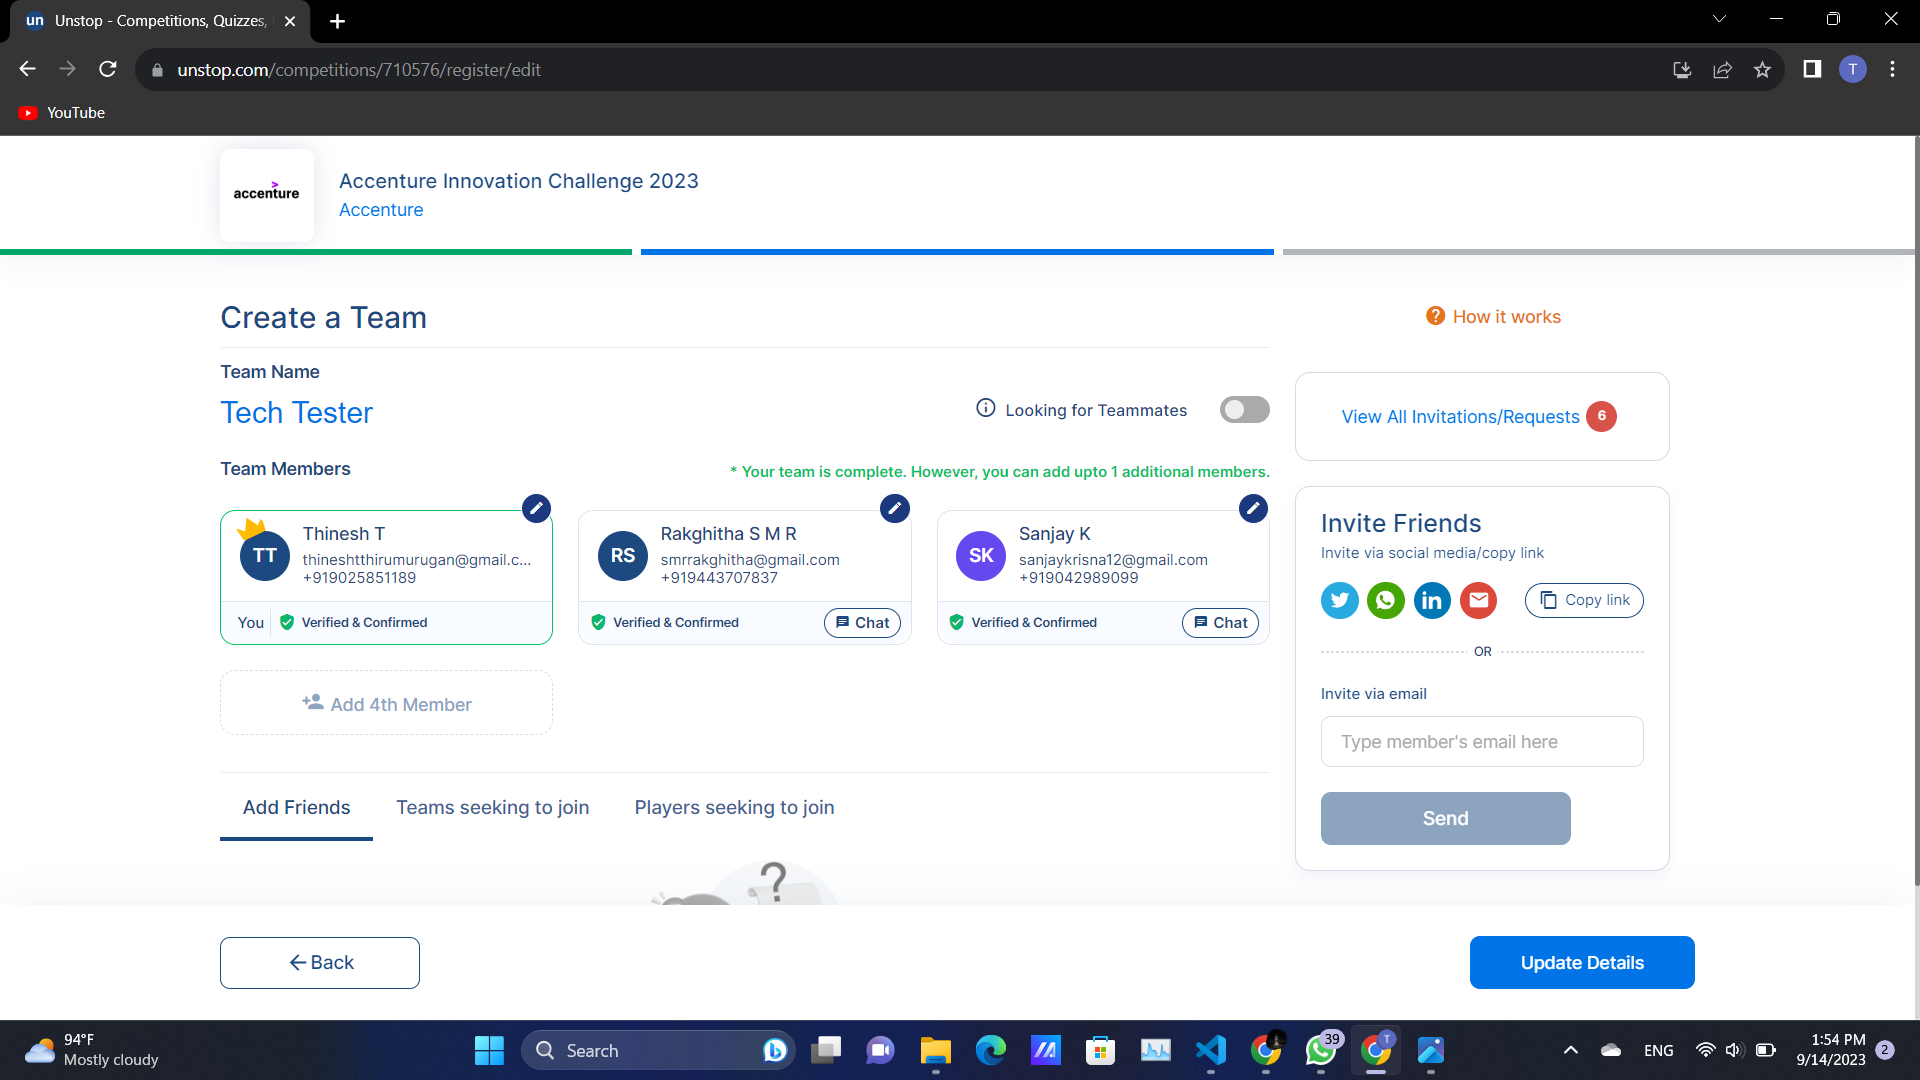 un Unstop - Competitions, Quizzes,
unstop.com/competitions/710576/register/edit
T
YouTube
accenture
Accenture Innovation Challenge 2023
Accenture
Create a Team
How it works
Team Name
Tech Tester
Looking for Teammates
View All Invitations/Requests 6
Team Members
* Your team is complete. However, you can add upto 1 additional members.
TT
Thinesh T
thineshtthirumurugan@gmail.c...
+919025851189
You
Verified & Confirmed
RS
Rakghitha S M R
smrrakghitha@gmail.com
+919443707837
Verified & Confirmed
Chat
SK
Sanjay K
sanjaykrisna12@gmail.com
+919042989099
Verified & Confirmed
Chat
Add 4th Member
Invite Friends
Invite via social media/copy link
Copy link
OR
Invite via email
Type member's email here
Send
Add Friends
Teams seeking to join
Players seeking to join
?
Back
Update Details
94°F
Mostly cloudy
Search
39
T
ENG
1:54 PM
9/14/2023
2